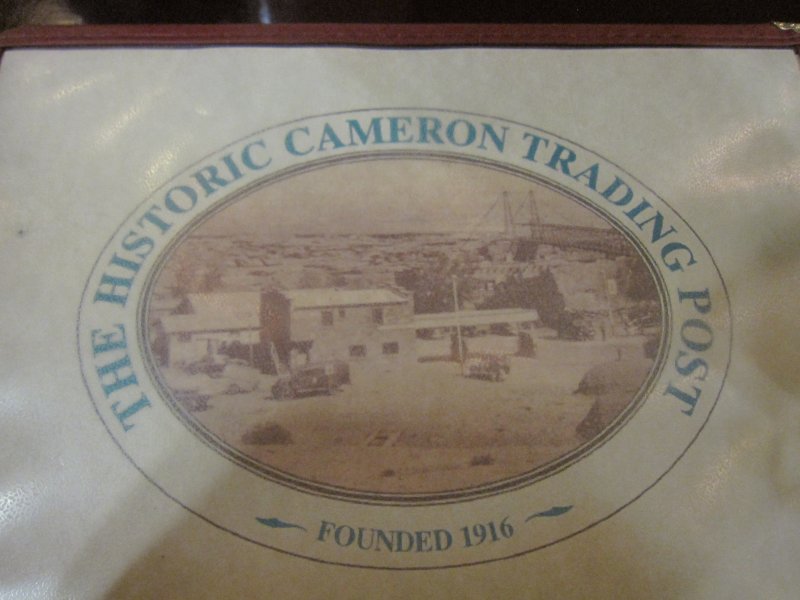 THE HISTORIC CAMERON TRADING POST
FOUNDED 1916